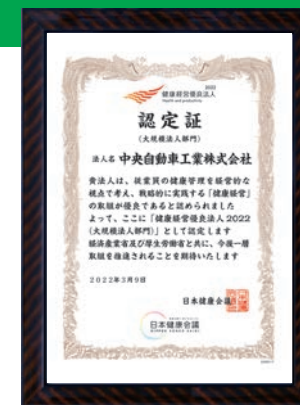 2022
健康経営優良法人
Health and productivity
認定証
(大規模法人部門)
法人名 中央自動車工業株式会社
貴法人は、従業員の健康管理を経営的な
視点で考え、戦略的に実践する「健康経営」
の取組が優良であると認められました
よって、ここに「健康経営優良法人2022
(大規模法人部門)」として認定します
経済産業省及び厚生労働省と共に、今後一層
取組を推進されることを期待いたします
2022年3月9日
日本健康会議
日本健康会議
NIPPON KENKO KAIGI